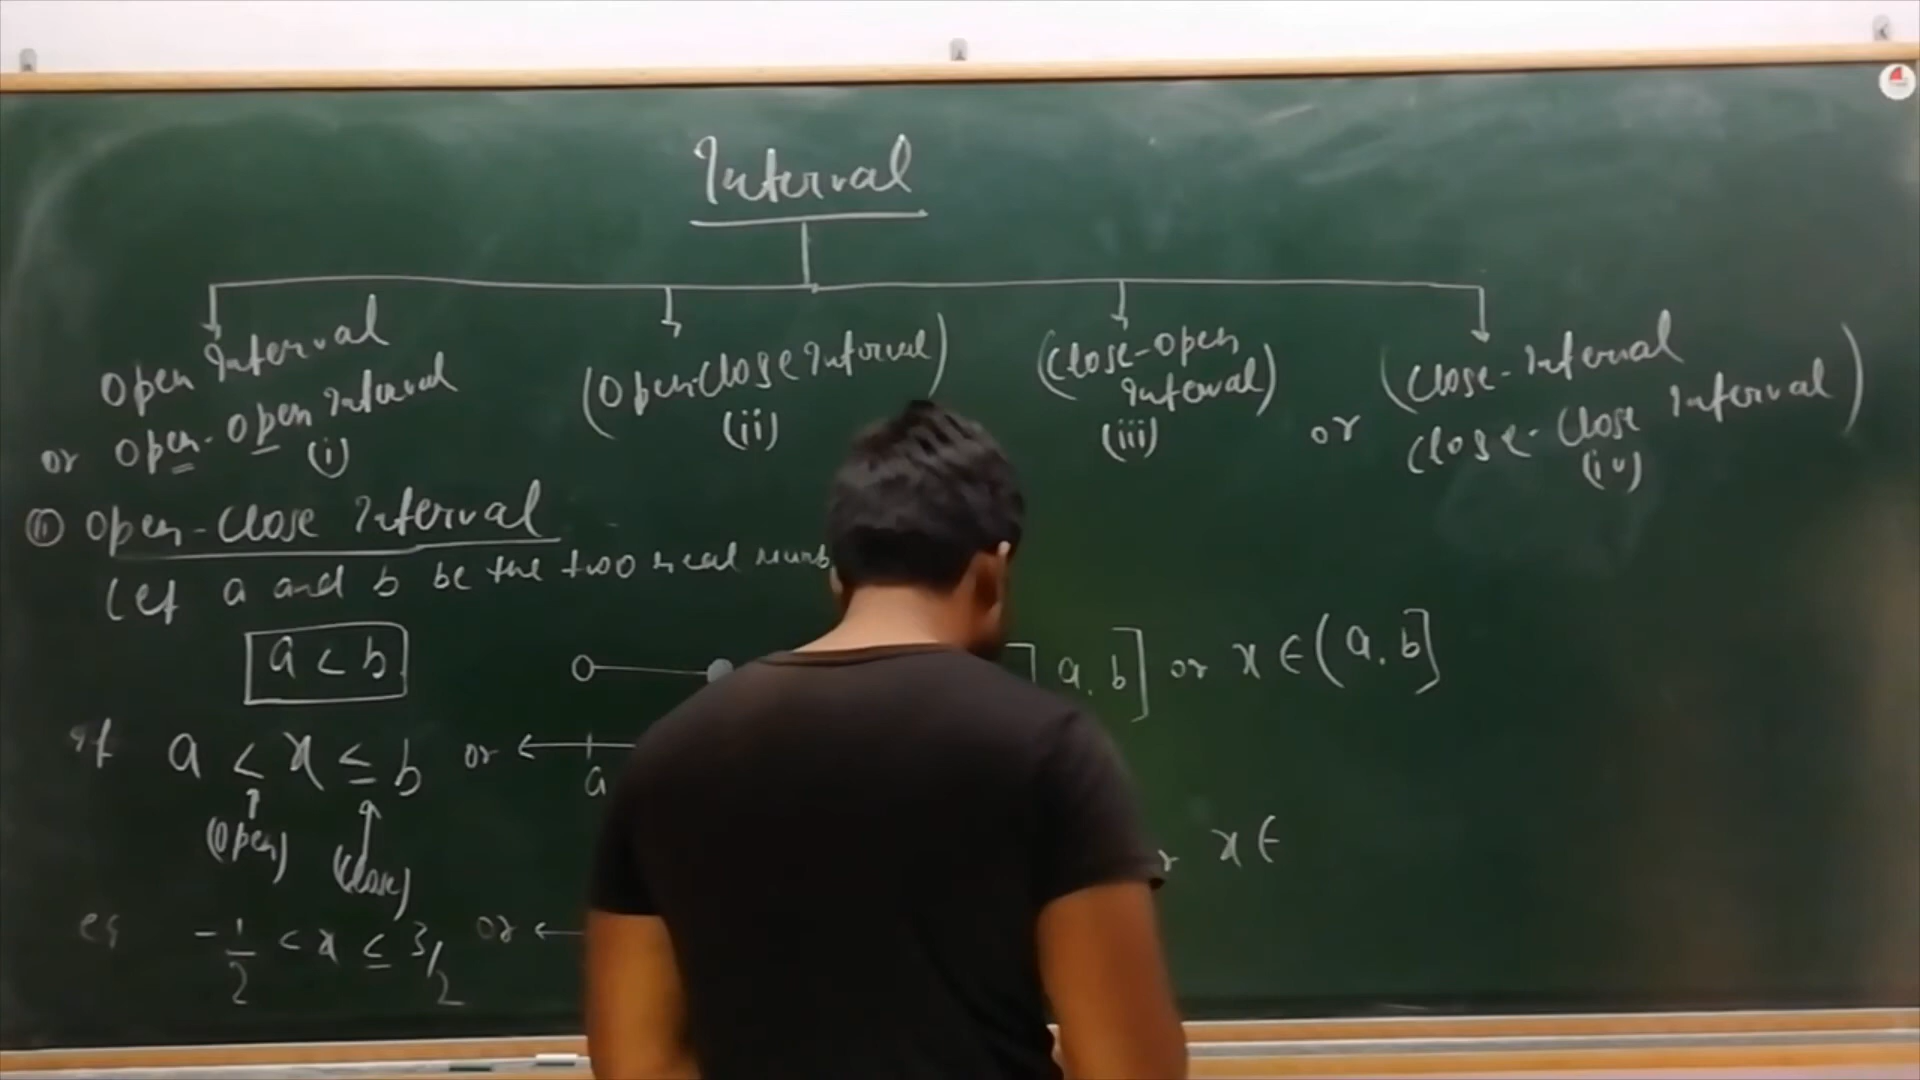 Interval
Open Interval
or Open-Open Interval
(i)
(Open-Close Interval)
(ii)
(Close-Open
Interval)
(iii)
(Close-Interval
or Close-Close Interval)
(iv)
(ii) Open-Close Interval
Let a and b be the two real numb
a < b
]a, b] or x ∈ (a, b]
if a < x ≤ b or
a
(Open) (Close)
x ∈
eg -1/2 < x ≤ 3/2 or